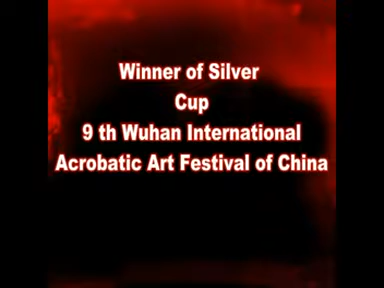 Winner of Silver
Cup
9 th Wuhan International
Acrobatic Art Festival of China